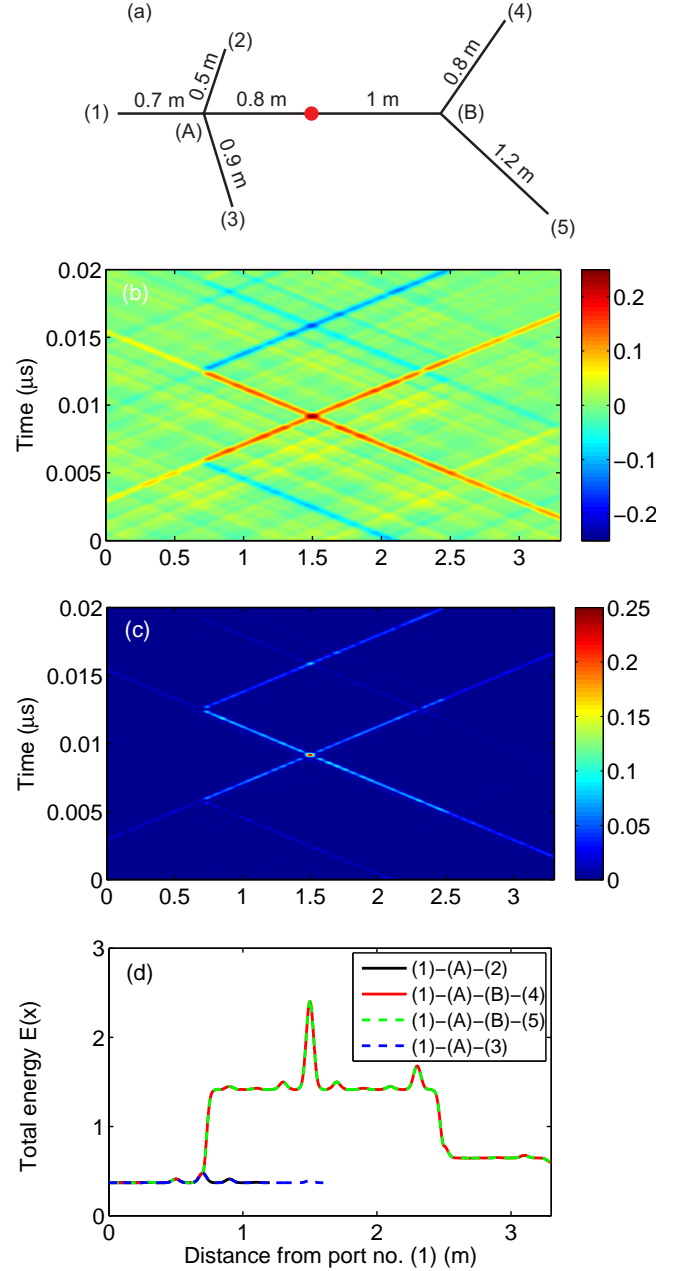 (a)
(1)
(2)
(3)
(4)
(5)
(A)
(B)
0.7 m
0.5 m
0.9 m
0.8 m
1 m
0.8 m
1.2 m
(b)
Time (μs)
0.02
0.015
0.01
0.005
0
0 0.5 1 1.5 2 2.5 3
0.2
0.1
0
−0.1
−0.2
(c)
Time (μs)
0.02
0.015
0.01
0.005
0
0 0.5 1 1.5 2 2.5 3
0.25
0.2
0.15
0.1
0.05
0
(d)
Total energy E(x)
3
2
1
0
0 1 2 3
Distance from port no. (1) (m)
(1)−(A)−(2)
(1)−(A)−(B)−(4)
(1)−(A)−(B)−(5)
(1)−(A)−(3)